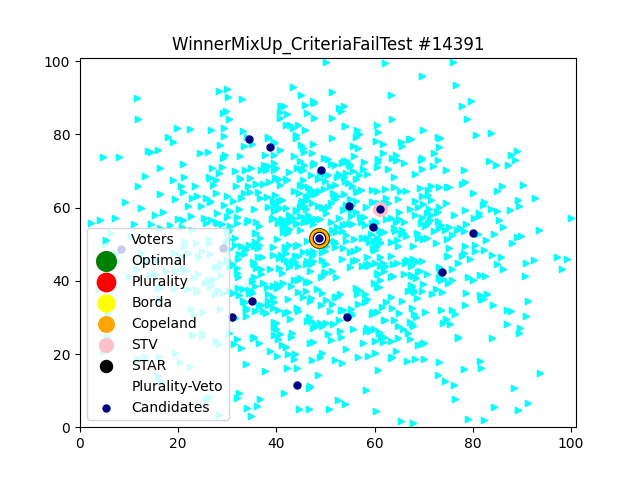 WinnerMixUp_CriteriaFailTest #14391
100
80
60
40
20
0
0 20 40 60 80 100
Voters
Optimal
Plurality
Borda
Copeland
STV
STAR
Plurality-Veto
Candidates